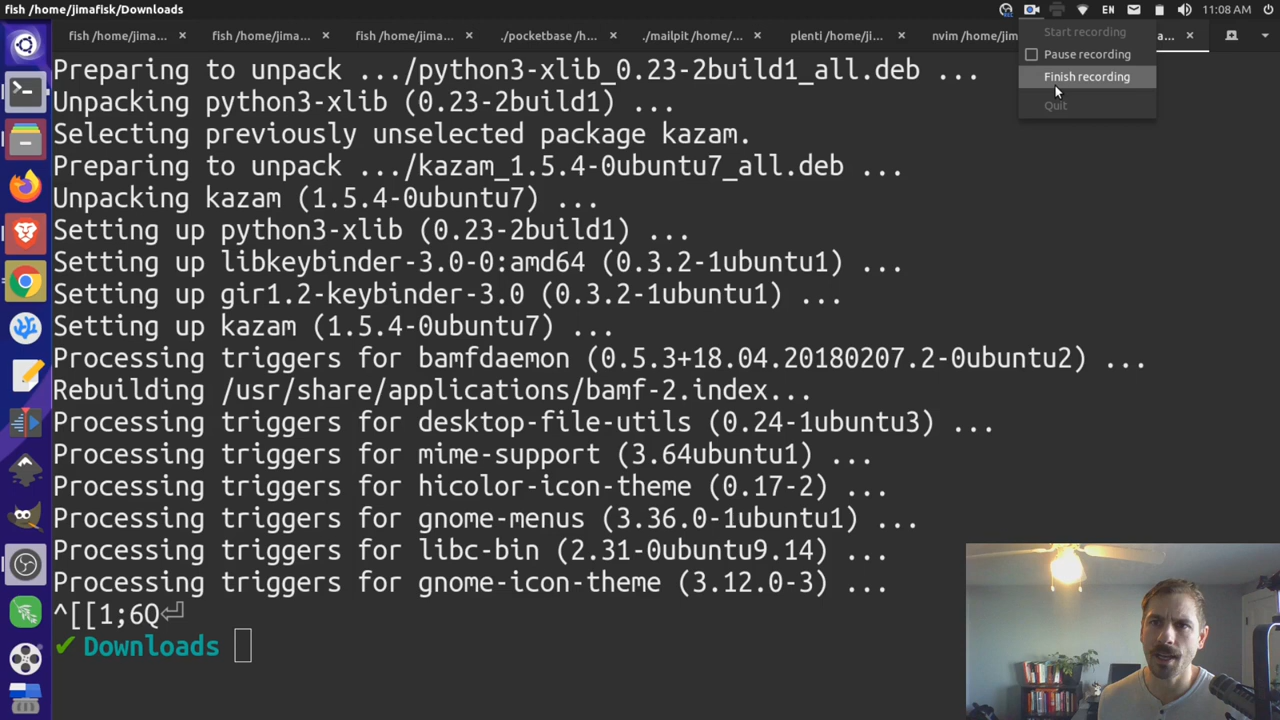 fish /home/jimafisk/Downloads
EN
11:08 AM
fish /home/jima... ×
fish /home/jima... ×
fish /home/jima... ×
./pocketbase /h... ×
./mailpit /home/... ×
plenti /home/ji... ×
nvim /home/jim
a... ×
Start recording
Pause recording
Finish recording
Quit
Preparing to unpack .../python3-xlib_0.23-2build1_all.deb ...
Unpacking python3-xlib (0.23-2build1) ...
Selecting previously unselected package kazam.
Preparing to unpack .../kazam_1.5.4-0ubuntu7_all.deb ...
Unpacking kazam (1.5.4-0ubuntu7) ...
Setting up python3-xlib (0.23-2build1) ...
Setting up libkeybinder-3.0-0:amd64 (0.3.2-1ubuntu1) ...
Setting up gir1.2-keybinder-3.0 (0.3.2-1ubuntu1) ...
Setting up kazam (1.5.4-0ubuntu7) ...
Processing triggers for bamfdaemon (0.5.3+18.04.20180207.2-0ubuntu2) ...
Rebuilding /usr/share/applications/bamf-2.index...
Processing triggers for desktop-file-utils (0.24-1ubuntu3) ...
Processing triggers for mime-support (3.64ubuntu1) ...
Processing triggers for hicolor-icon-theme (0.17-2) ...
Processing triggers for gnome-menus (3.36.0-1ubuntu1) ...
Processing triggers for libc-bin (2.31-0ubuntu9.14) ...
Processing triggers for gnome-icon-theme (3.12.0-3) ...
^[[1;6Q⏎
✔ Downloads